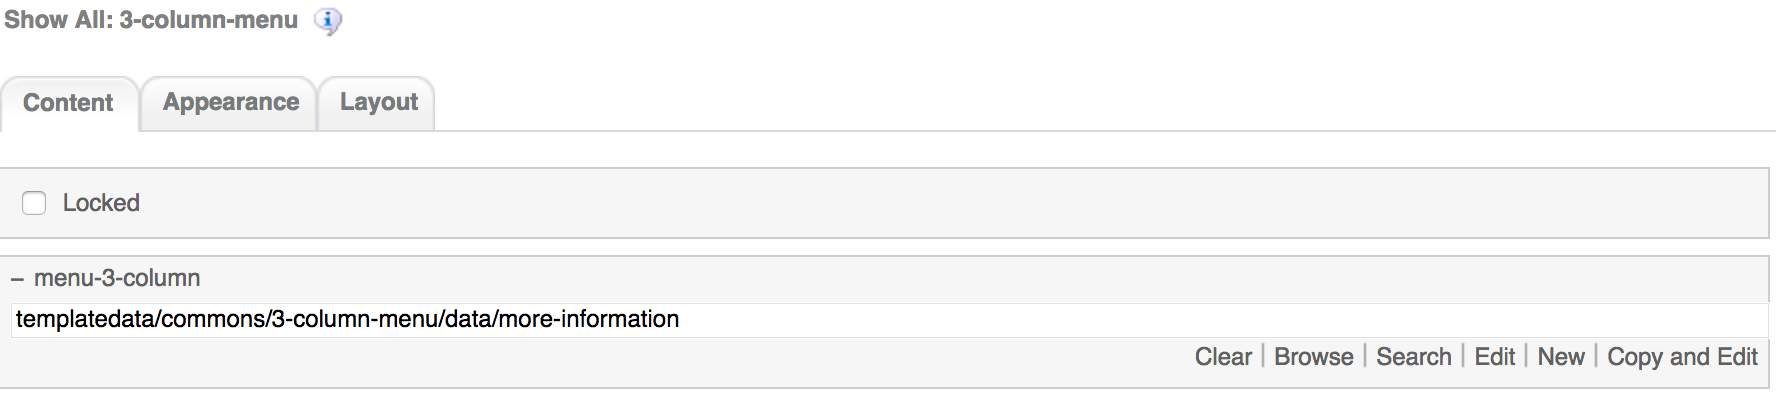 Show All: 3-column-menu
Content Appearance Layout
Locked
– menu-3-column
templatedata/commons/3-column-menu/data/more-information
Clear | Browse | Search | Edit | New | Copy and Edit